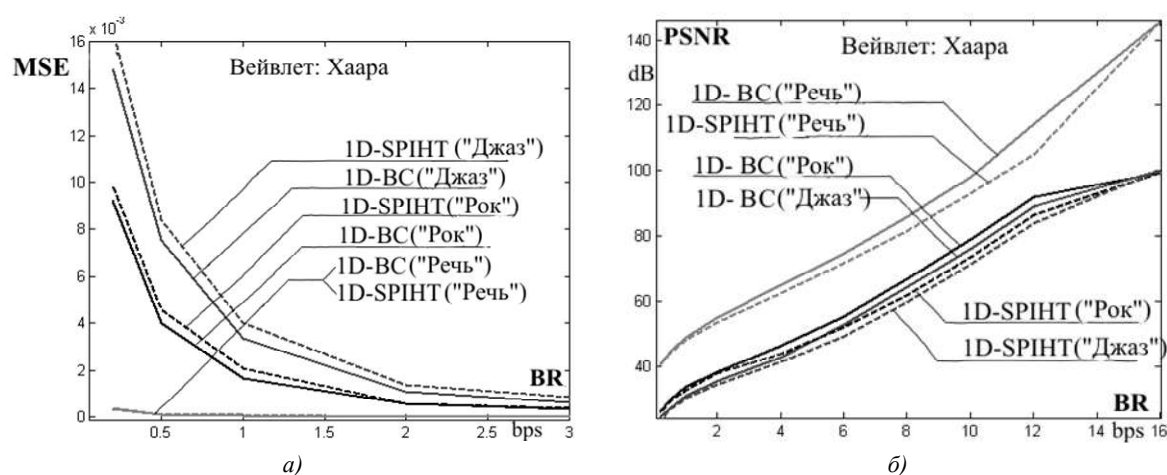 ×10⁻³
16
MSE
14
12
10
8
6
4
2
0
Вейвлет: Хаара
1D-SPIHT ("Джаз")
1D-BC("Джаз")
1D-SPIHT("Рок")
1D-BC("Рок")
1D-BC("Речь")
1D-SPIHT("Речь")
BR
0.5 1 1.5 2 2.5 3
bps
а)
140
PSNR
dB
120
100
80
60
40
Вейвлет: Хаара
1D- BC ("Речь")
1D-SPIHT ("Речь")
1D- BC ("Рок")
1D- BC("Джаз")
1D-SPIHT ("Рок")
1D-SPIHT("Джаз")
BR
2 4 6 8 10 12 14 16
bps
б)